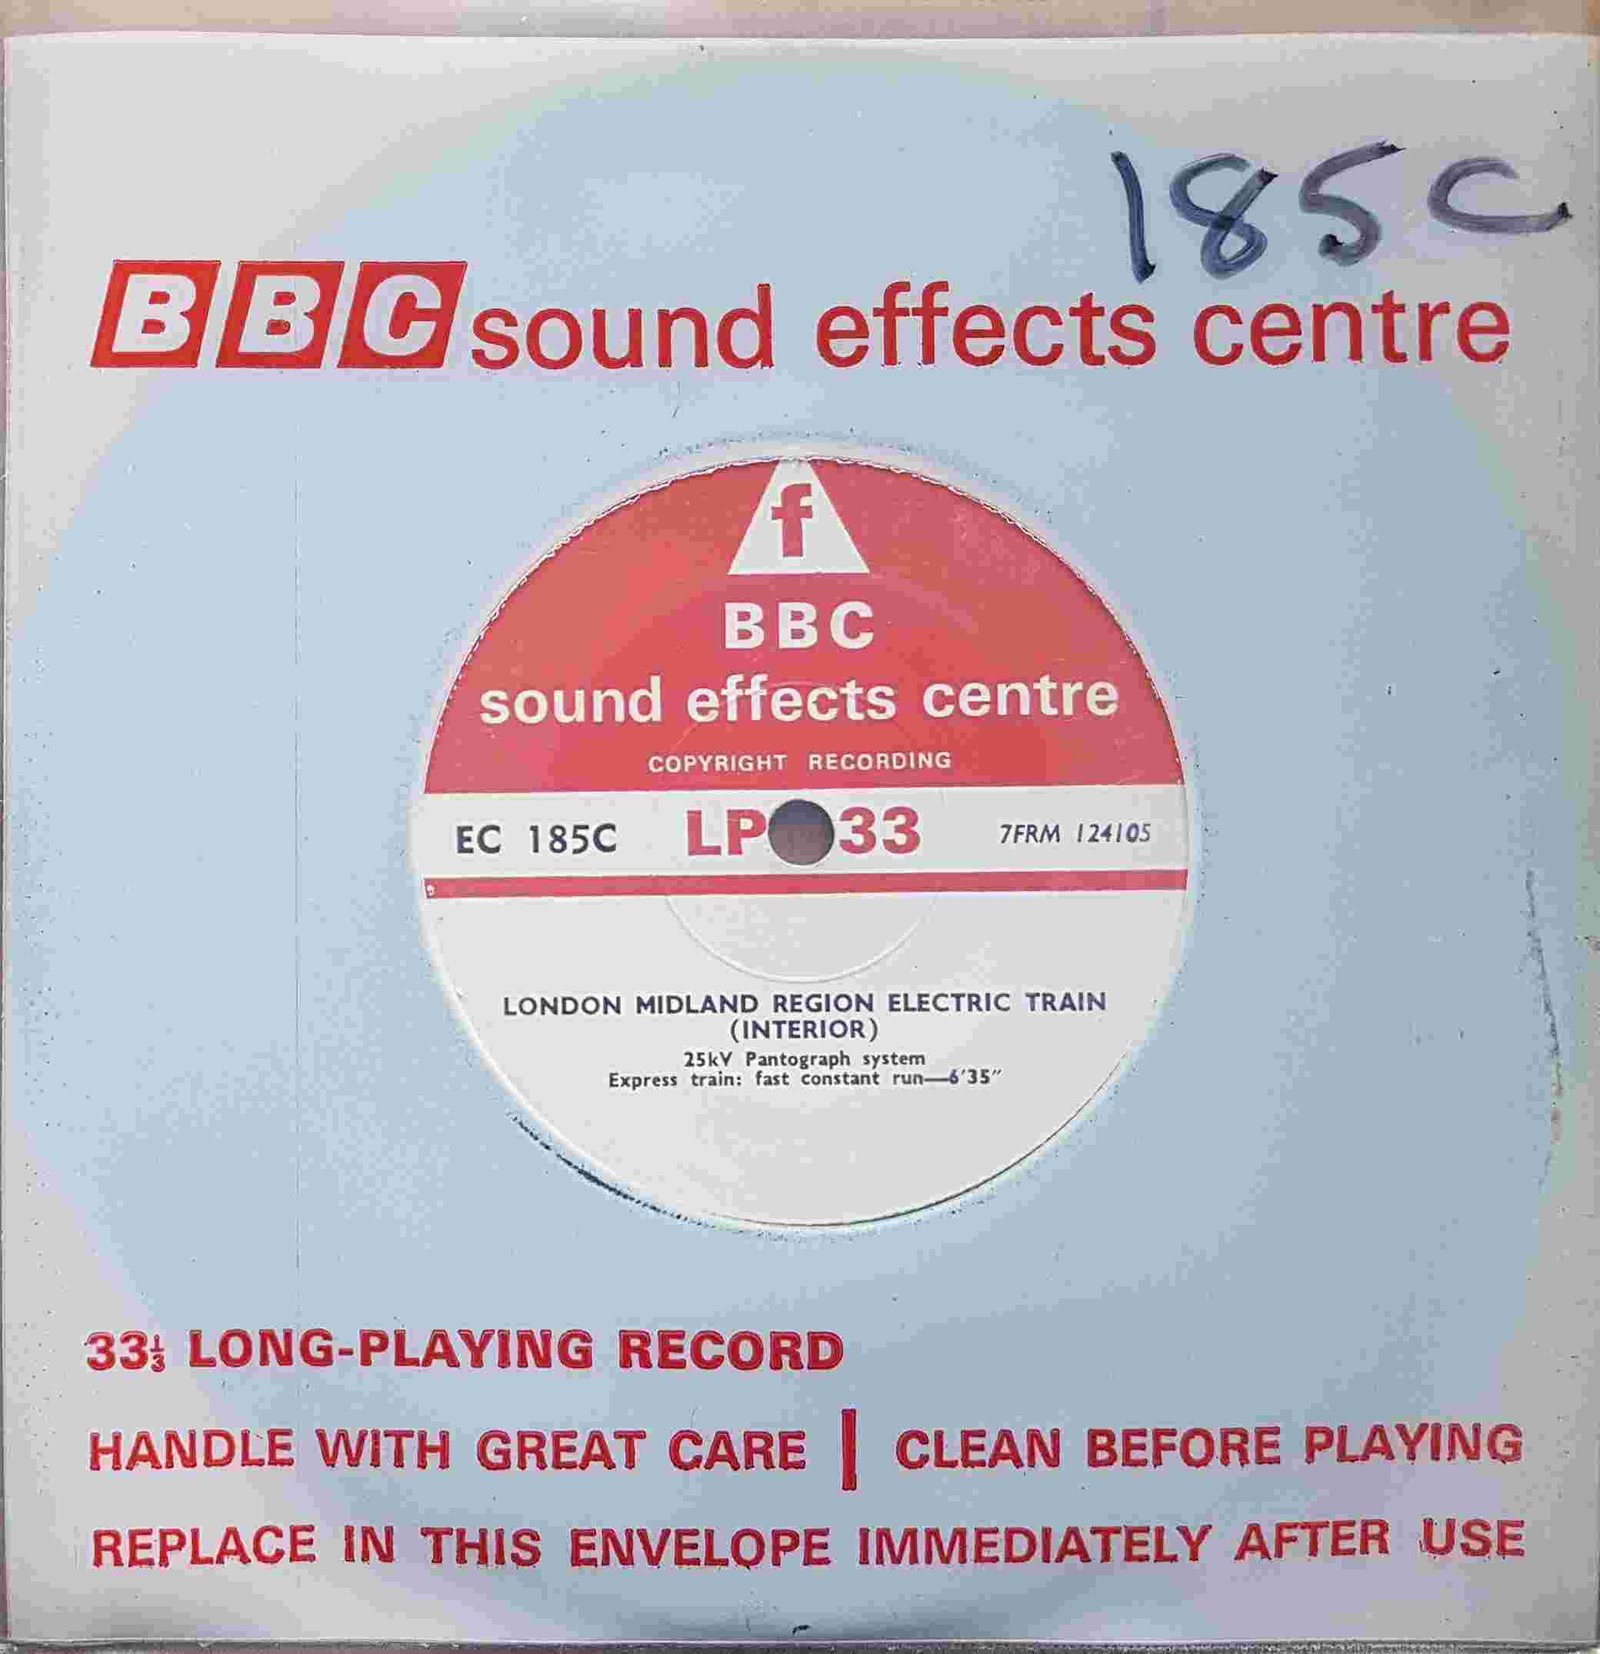 185C
BBC sound effects centre
f
BBC
sound effects centre
COPYRIGHT RECORDING
EC 185C LP 33 7FRM 124105
LONDON MIDLAND REGION ELECTRIC TRAIN
(INTERIOR)
25kV Pantograph system
Express train: fast constant run—6'35"
33⅓ LONG-PLAYING RECORD
HANDLE WITH GREAT CARE | CLEAN BEFORE PLAYING
REPLACE IN THIS ENVELOPE IMMEDIATELY AFTER USE